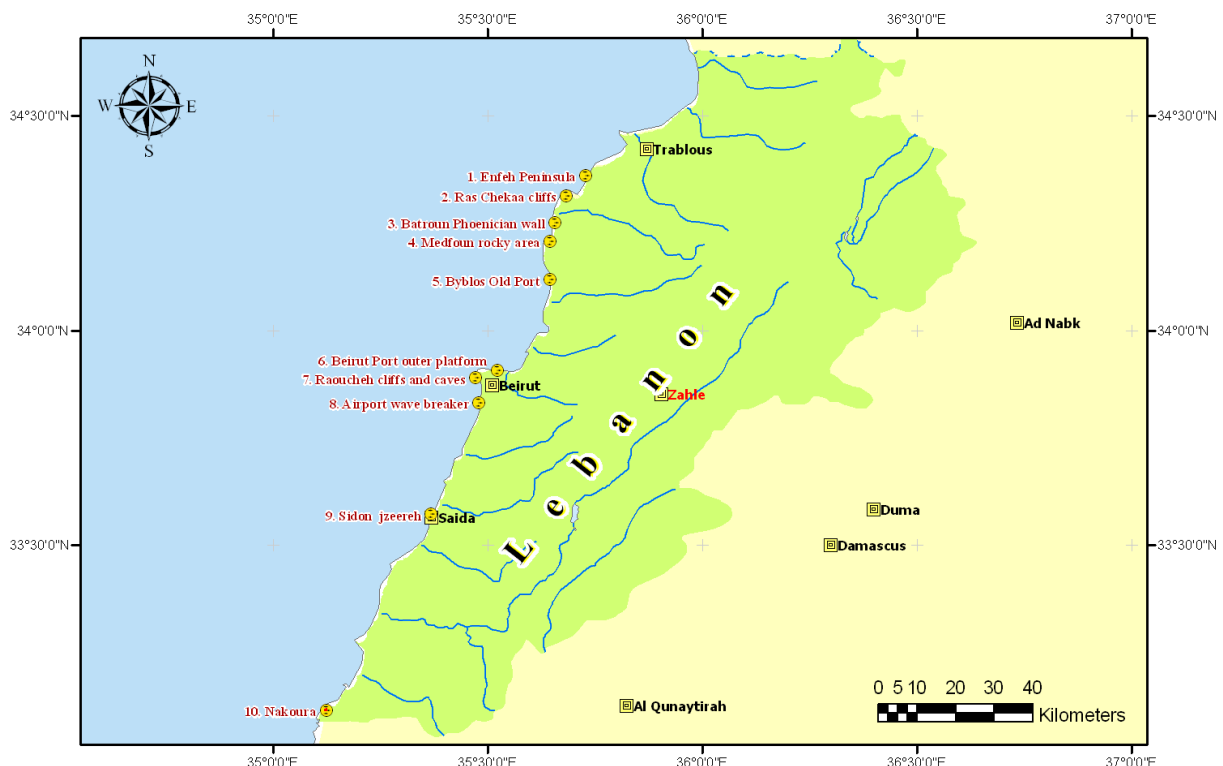 35°0'0"E
35°30'0"E
36°0'0"E
36°30'0"E
37°0'0"E
N
W E
S
34°30'0"N
34°30'0"N
Trablous
1. Enfeh Peninsula
2. Ras Chekaa cliffs
3. Batroun Phoenician wall
4. Medfoun rocky area
5. Byblos Old Port
34°0'0"N
Ad Nabk
34°0'0"N
6. Beirut Port outer platform
7. Raoucheh cliffs and caves
Beirut
Zahle
8. Airport wave breaker
Lebanon
9. Sidon jzeereh
Saida
Duma
33°30'0"N
Damascus
33°30'0"N
10. Nakoura
Al Qunaytirah
0 5 10 20 30 40
Kilometers
35°0'0"E
35°30'0"E
36°0'0"E
36°30'0"E
37°0'0"E